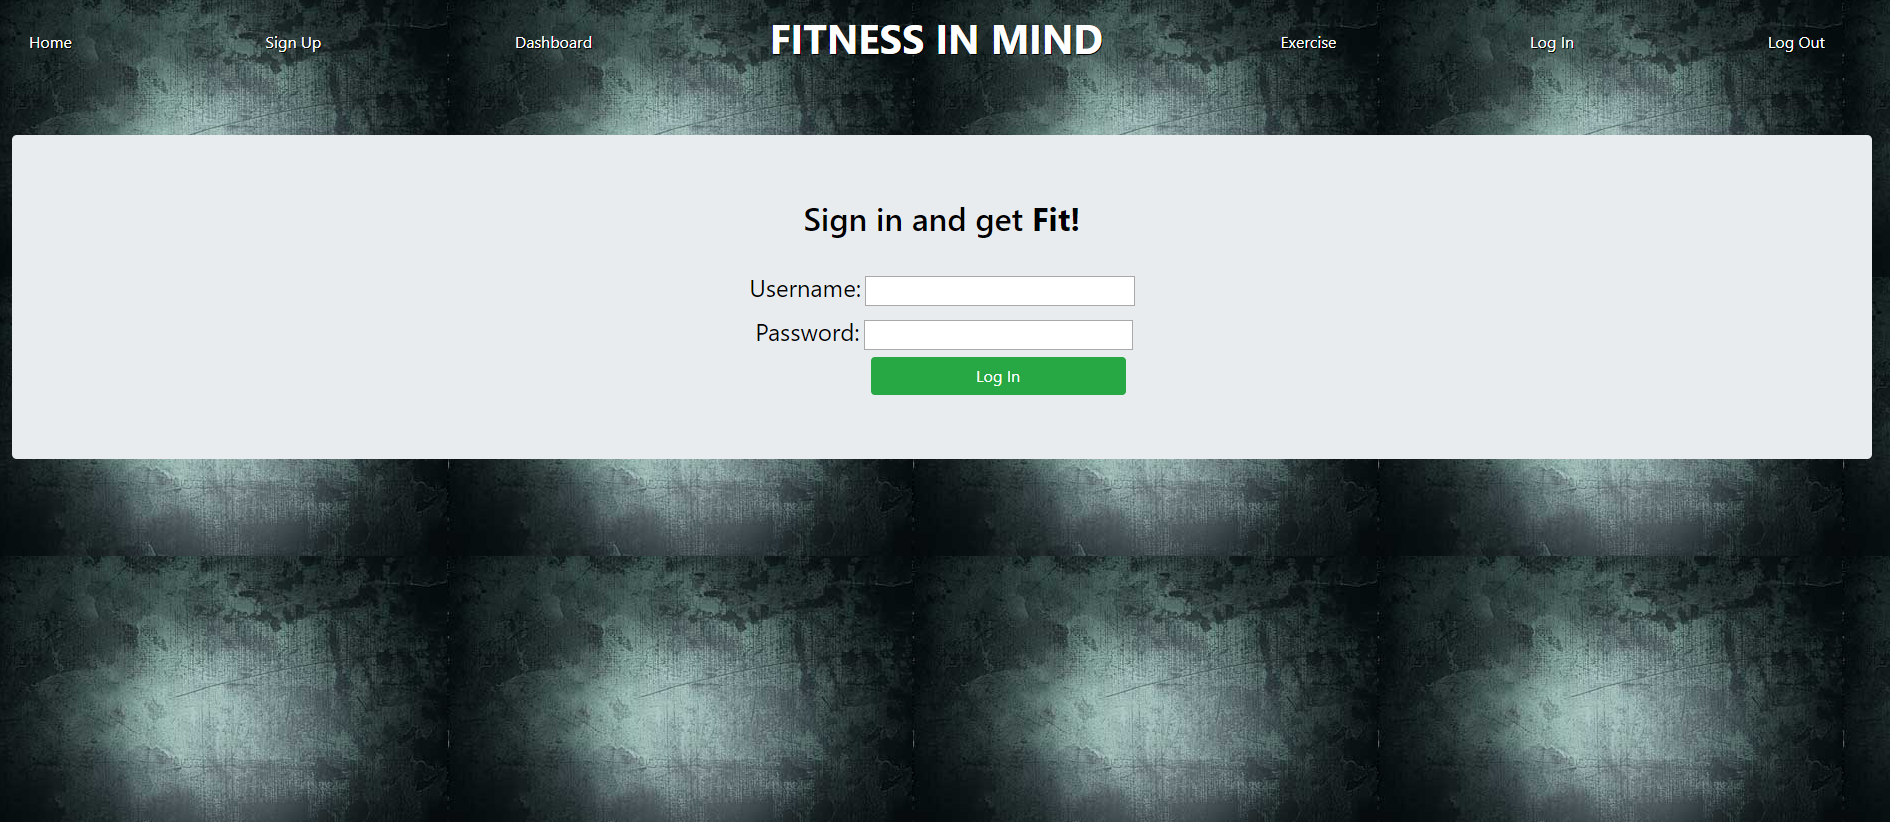 Home Sign Up Dashboard FITNESS IN MIND Exercise Log In Log Out
Sign in and get Fit!
Username:
Password:
Log In